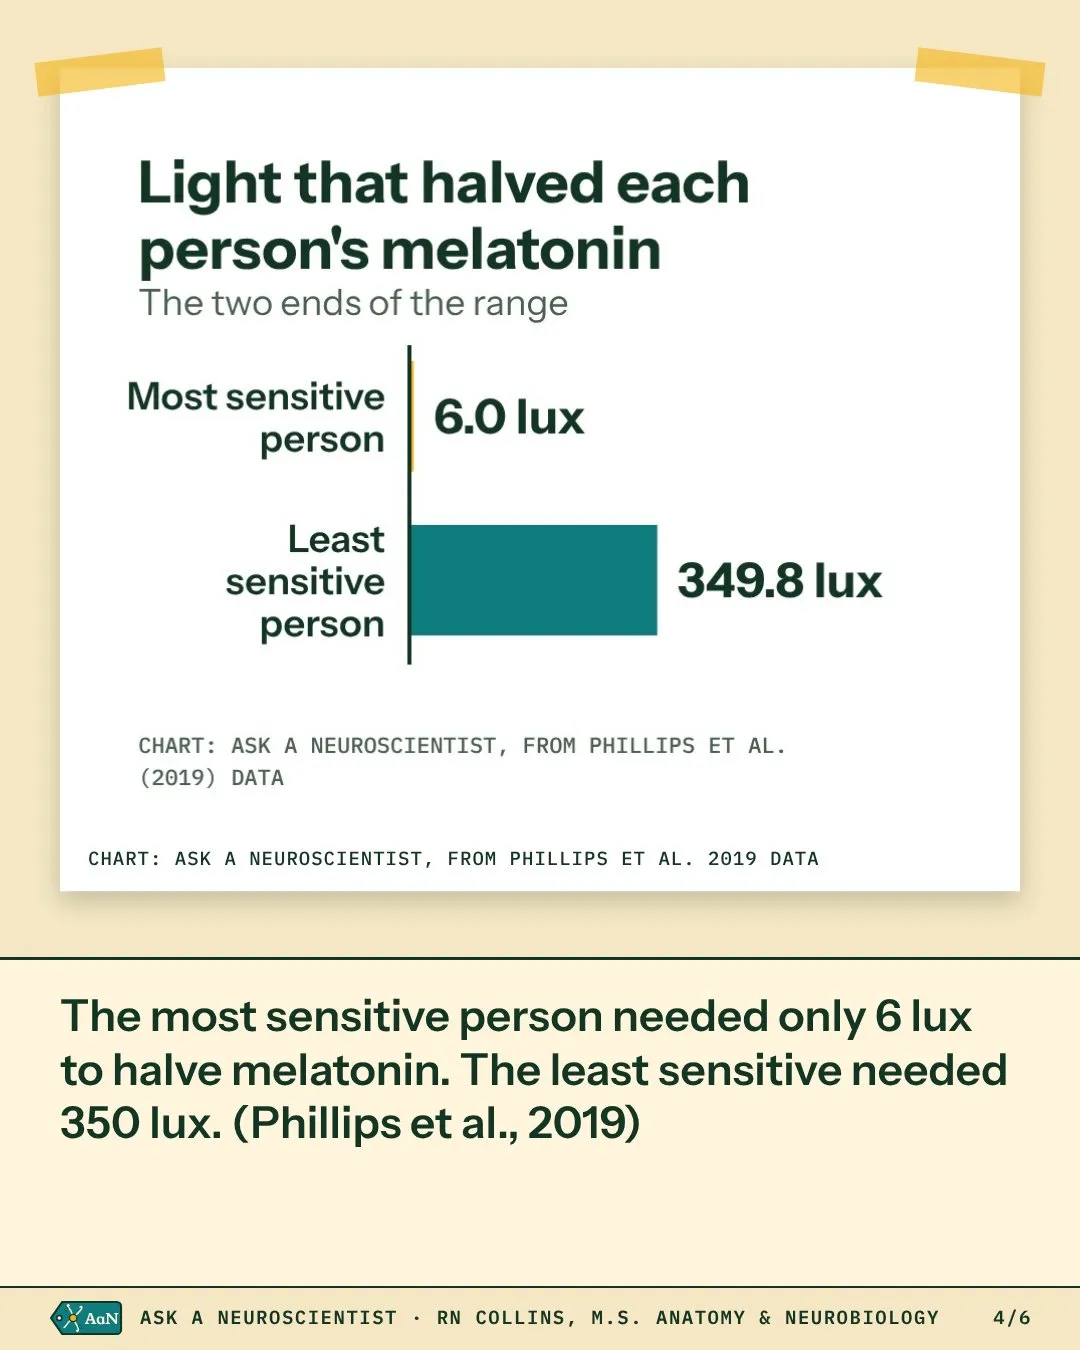 Light that halved each
person's melatonin
The two ends of the range
Most sensitive
person
6.0 lux
Least
sensitive
person
349.8 lux
CHART: ASK A NEUROSCIENTIST, FROM PHILLIPS ET AL.
(2019) DATA
CHART: ASK A NEUROSCIENTIST, FROM PHILLIPS ET AL. 2019 DATA
The most sensitive person needed only 6 lux
to halve melatonin. The least sensitive needed
350 lux. (Phillips et al., 2019)
AaN ASK A NEUROSCIENTIST · RN COLLINS, M.S. ANATOMY & NEUROBIOLOGY 4/6